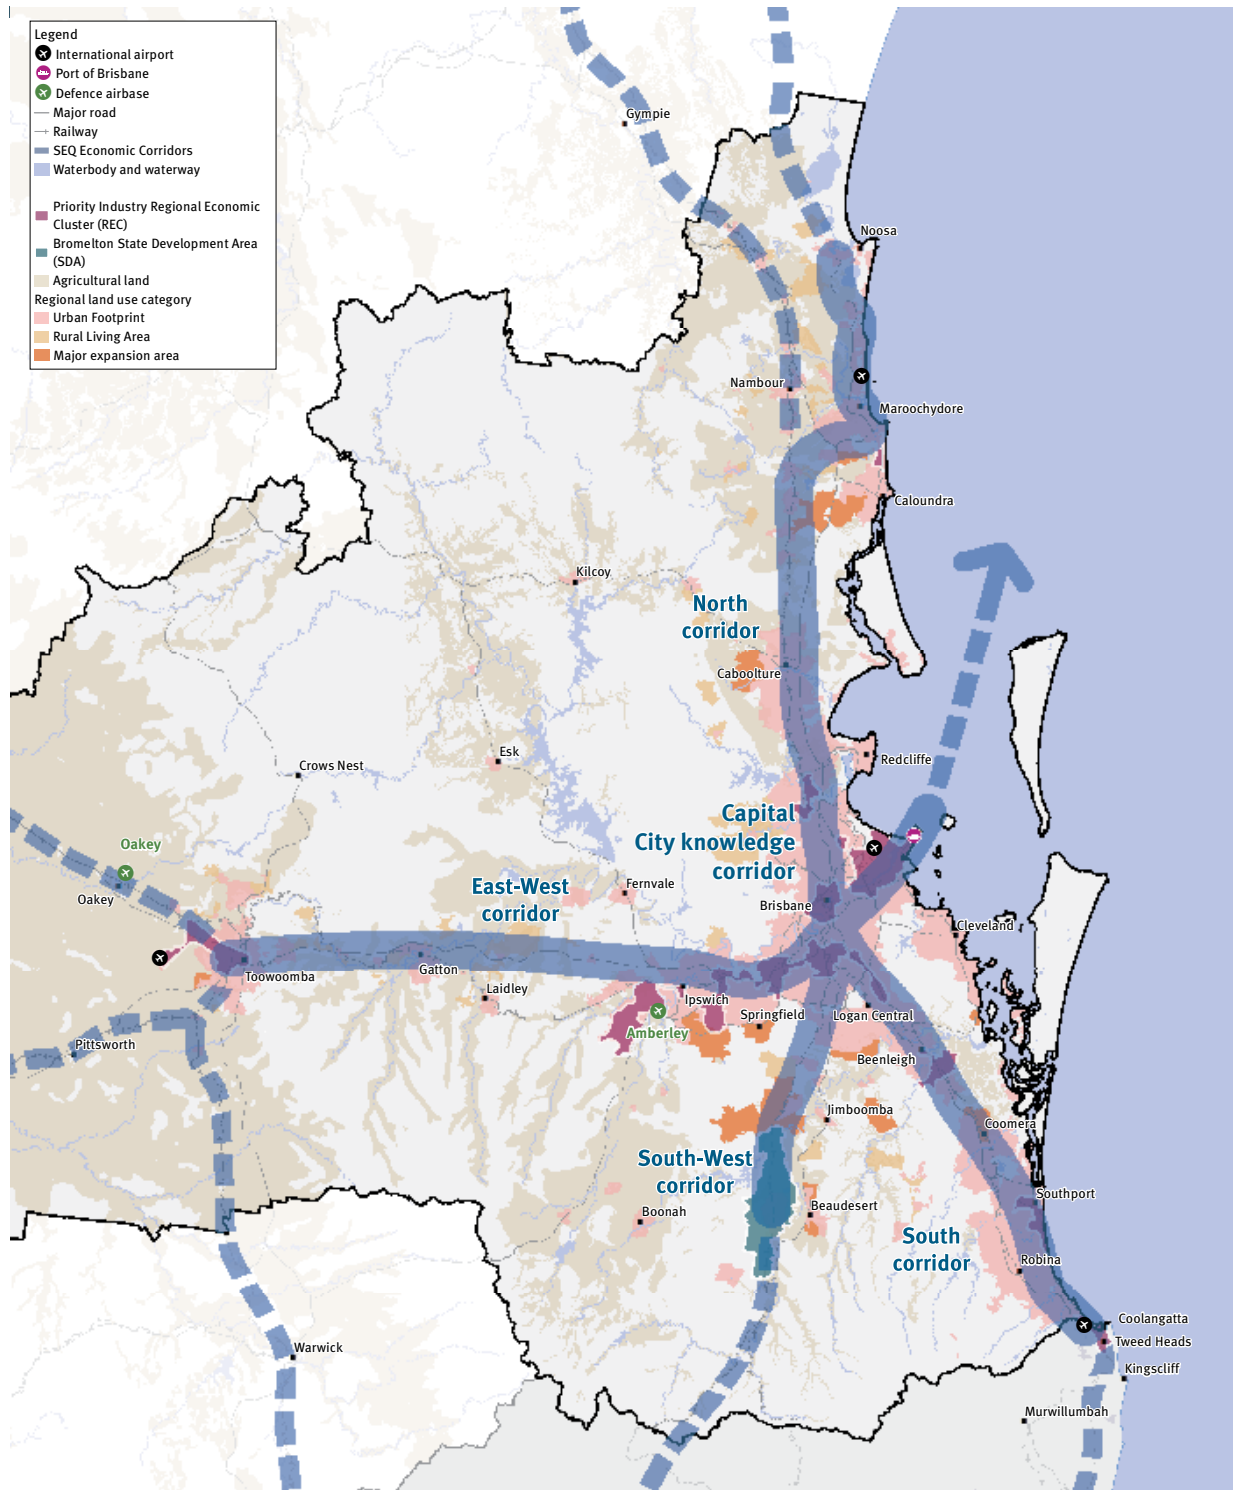 Legend
International airport
Port of Brisbane
Defence airbase
Major road
Railway
SEQ Economic Corridors
Waterbody and waterway
Priority Industry Regional Economic
Cluster (REC)
Bromelton State Development Area
(SDA)
Agricultural land
Regional land use category
Urban Footprint
Rural Living Area
Major expansion area
Gympie
Noosa
Nambour
Maroochydore
Caloundra
Kilcoy
North
corridor
Caboolture
Esk
Crows Nest
Redcliffe
Capital
City knowledge
corridor
Oakey
Oakey
East-West
corridor
Fernvale
Brisbane
Cleveland
Toowoomba
Gatton
Laidley
Ipswich
Amberley
Springfield
Logan Central
Pittsworth
Beenleigh
Jimboomba
Coomera
South-West
corridor
Boonah
Beaudesert
Southport
South
corridor
Robina
Coolangatta
Tweed Heads
Warwick
Kingscliff
Murwillumbah